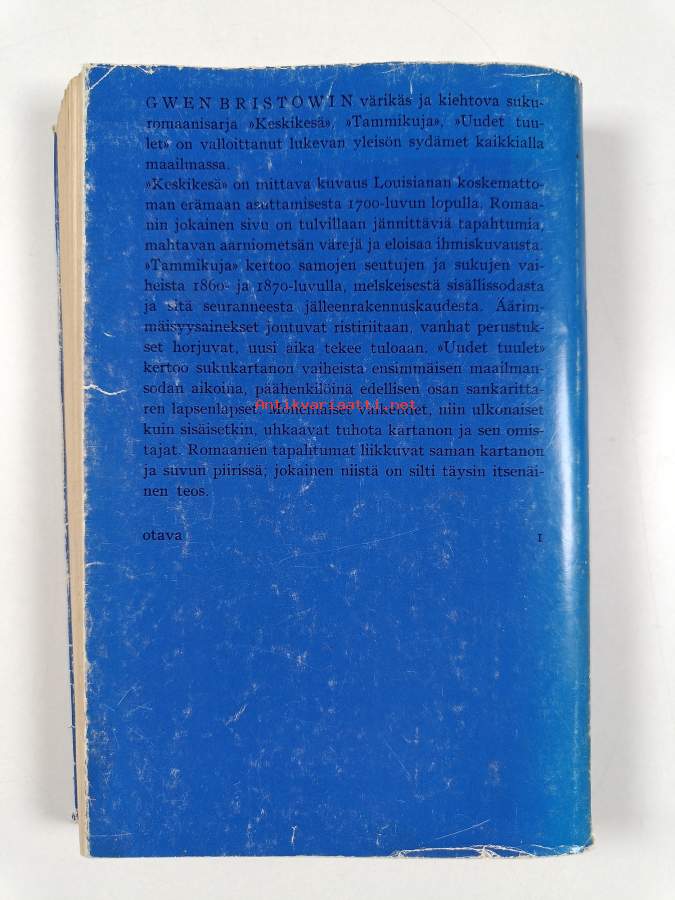 GWEN BRISTOWIN värikäs ja kiehtova suku-
romaanisarja »Keskikesä», »Tammikuja», »Uudet tuu-
let» on valloittanut lukevan yleisön sydämet kaikkialla
maailmassa.
»Keskikesä» on mittava kuvaus Louisianan koskematto-
man erämaan asuttamisesta 1700-luvun lopulla. Romaa-
nin jokainen sivu on tulvillaan jännittäviä tapahtumia,
mahtavan aarniometsän värejä ja eloisaa ihmiskuvausta.
»Tammikuja» kertoo samojen seutujen ja sukujen vai-
heista 1860- ja 1870-luvulla, melskeisestä sisällissodasta
ja sitä seuranneesta jälleenrakennuskaudesta. Äärim-
mäisyysainekset joutuvat ristiriitaan, vanhat perustuk-
set horjuvat, uusi aika tekee tuloaan. »Uudet tuulet»
kertoo sukukartanon vaiheista ensimmäisen maailman-
sodan aikoina, päähenkilöinä edellisen osan sankaritta-
ren lapsenlapset. Moninaiset vaikeudet, niin ulkonaiset
Antikvariaatti.net
kuin sisäisetkin, uhkaavat tuhota kartanon ja sen omis-
tajat. Romaanien tapahtumat liikkuvat saman kartanon
ja suvun piirissä; jokainen niistä on silti täysin itsenäi-
nen teos.
otava 1